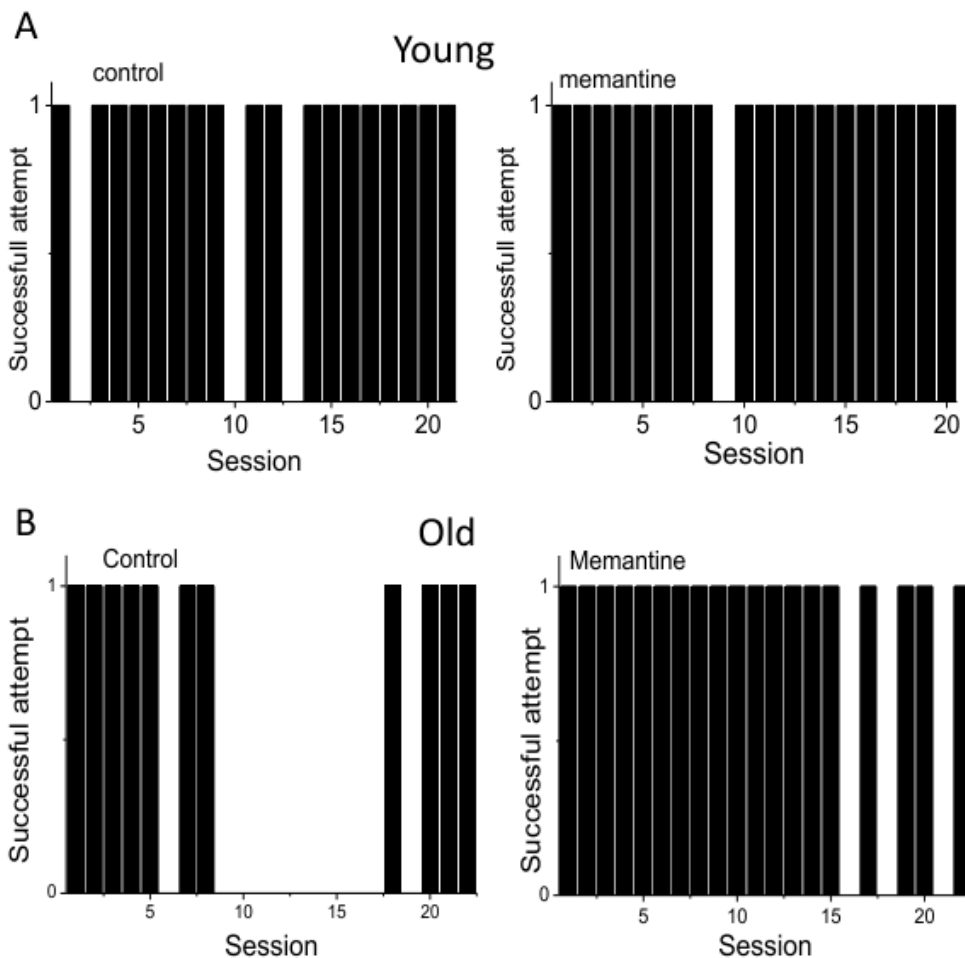 A
Young
control
memantine
1
Successfull attempt
0
5 10 15 20
Session
1
Successfull attempt
0
5 10 15 20
Session
B
Old
Control
Memantine
1
Successful attempt
0
5 10 15 20
Session
1
Successful attempt
0
5 10 15 20
Session